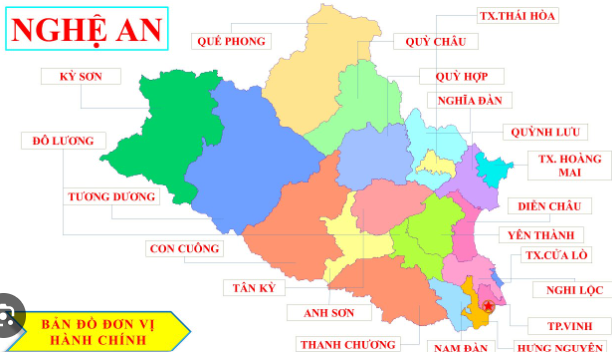 NGHỆ AN
TX.THÁI HÒA
QUẾ PHONG
QUỲ CHÂU
KỲ SƠN
QUỲ HỢP
NGHĨA ĐÀN
ĐÔ LƯƠNG
QUỲNH LƯU
TX. HOÀNG
MAI
TƯƠNG DƯƠNG
DIỄN CHÂU
YÊN THÀNH
CON CUÔNG
TX.CỬA LÒ
TÂN KỲ
NGHI LỘC
ANH SƠN
BẢN ĐỒ ĐƠN VỊ
HÀNH CHÍNH
TP.VINH
THANH CHƯƠNG
NAM ĐÀN
HƯNG NGUYÊN